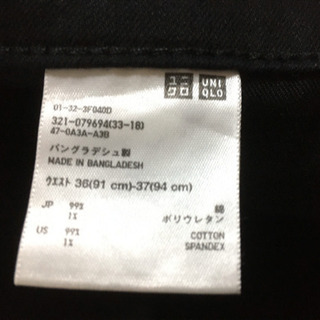 ユニ UNI
クロ QLO
01-32-3F040D
321-079694(33-18)
47-0A3A-A3B
バングラデシュ製
MADE IN BANGLADESH
ウエスト 36(91 cm)-37(94 cm)
JP 99% 綿
1% ポリウレタン
US 99% COTTON
1% SPANDEX